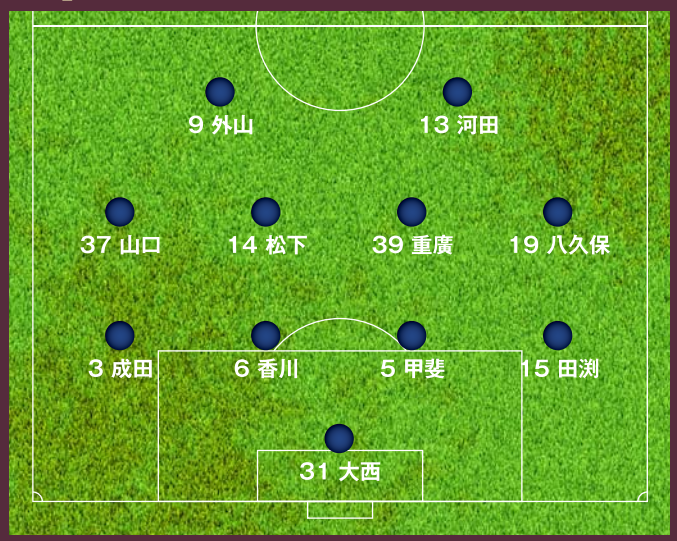 9 外山
13 河田
37 山口
14 松下
39 重廣
19 八久保
3 成田
6 香川
5 甲斐
15 田渕
31 大西